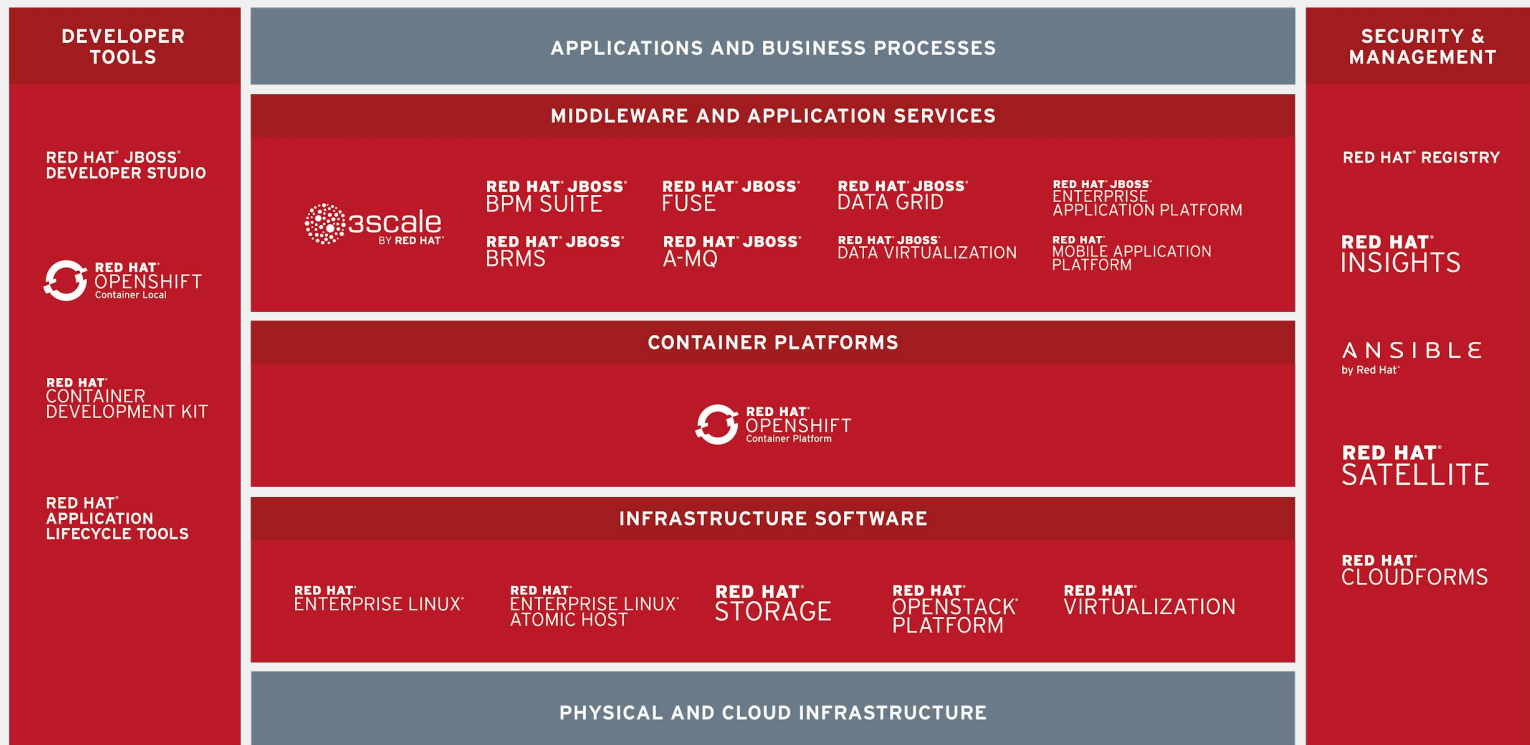 DEVELOPER
TOOLS
RED HAT® JBOSS®
DEVELOPER STUDIO
RED HAT®
OPENSHIFT
Container Local
RED HAT®
CONTAINER
DEVELOPMENT KIT
RED HAT®
APPLICATION
LIFECYCLE TOOLS
APPLICATIONS AND BUSINESS PROCESSES
MIDDLEWARE AND APPLICATION SERVICES
3scale
BY RED HAT®
RED HAT® JBOSS®
BPM SUITE
RED HAT® JBOSS®
FUSE
RED HAT® JBOSS®
DATA GRID
RED HAT® JBOSS®
ENTERPRISE
APPLICATION PLATFORM
RED HAT® JBOSS®
BRMS
RED HAT® JBOSS®
A-MQ
RED HAT® JBOSS®
DATA VIRTUALIZATION
RED HAT®
MOBILE APPLICATION
PLATFORM
CONTAINER PLATFORMS
RED HAT®
OPENSHIFT
Container Platform
INFRASTRUCTURE SOFTWARE
RED HAT®
ENTERPRISE LINUX®
RED HAT®
ENTERPRISE LINUX®
ATOMIC HOST
RED HAT®
STORAGE
RED HAT®
OPENSTACK®
PLATFORM
RED HAT®
VIRTUALIZATION
PHYSICAL AND CLOUD INFRASTRUCTURE
SECURITY &
MANAGEMENT
RED HAT® REGISTRY
RED HAT®
INSIGHTS
ANSIBLE
by Red Hat®
RED HAT®
SATELLITE
RED HAT®
CLOUDFORMS